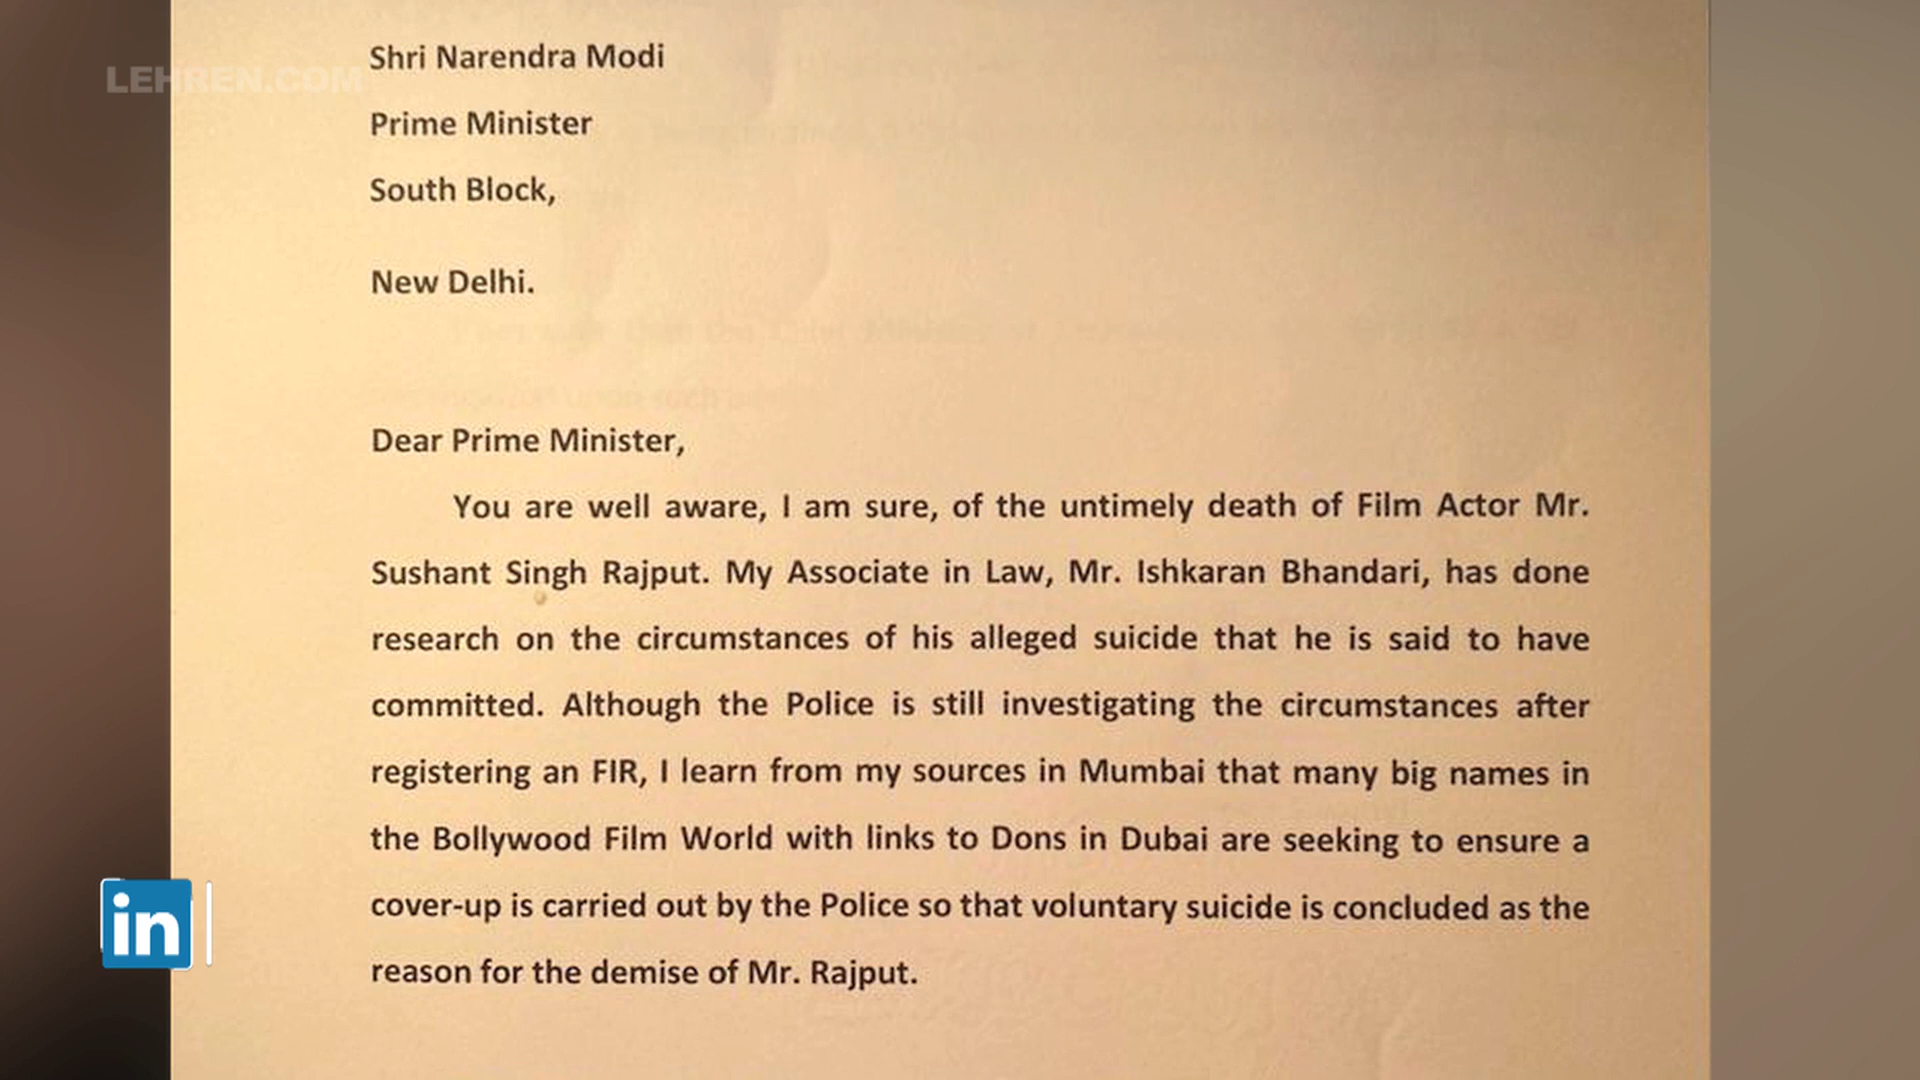 LEHREN.COM
Shri Narendra Modi
Prime Minister
South Block,
New Delhi.
Dear Prime Minister,
You are well aware, I am sure, of the untimely death of Film Actor Mr.
Sushant Singh Rajput. My Associate in Law, Mr. Ishkaran Bhandari, has done
research on the circumstances of his alleged suicide that he is said to have
committed. Although the Police is still investigating the circumstances after
registering an FIR, I learn from my sources in Mumbai that many big names in
the Bollywood Film World with links to Dons in Dubai are seeking to ensure a
cover-up is carried out by the Police so that voluntary suicide is concluded as the
reason for the demise of Mr. Rajput.
in